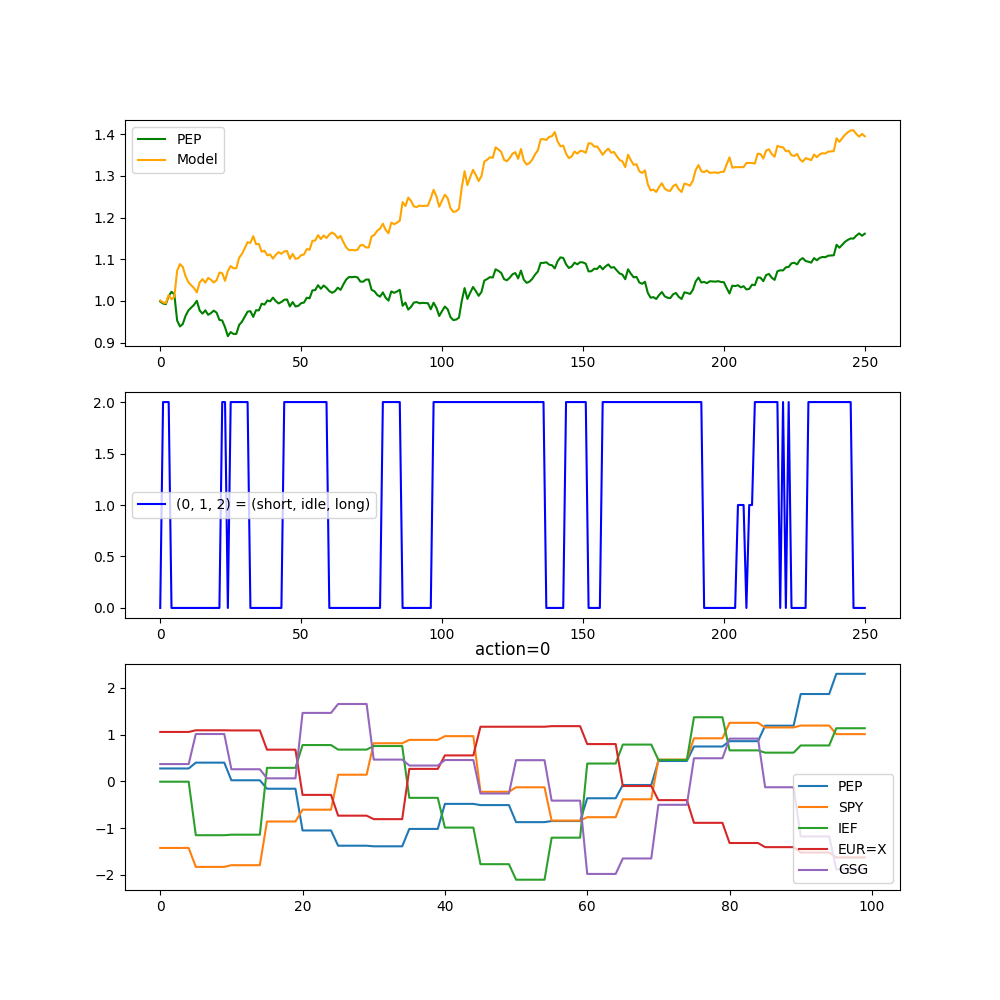 1.4
1.3
1.2
1.1
1.0
0.9
PEP
Model
0 50 100 150 200 250
2.0
1.5
1.0
0.5
0.0
(0, 1, 2) = (short, idle, long)
0 50 100 150 200 250
action=0
2
1
0
−1
−2
PEP
SPY
IEF
EUR=X
GSG
0 20 40 60 80 100